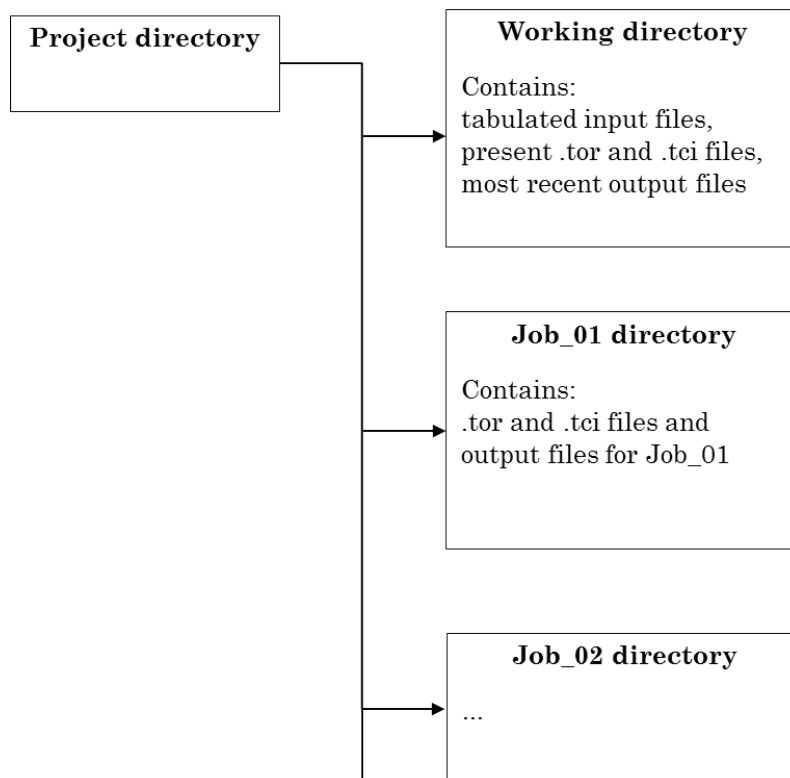 Project directory
Working directory
Contains:
tabulated input files,
present .tor and .tci files,
most recent output files
Job_01 directory
Contains:
.tor and .tci files and
output files for Job_01
Job_02 directory
...